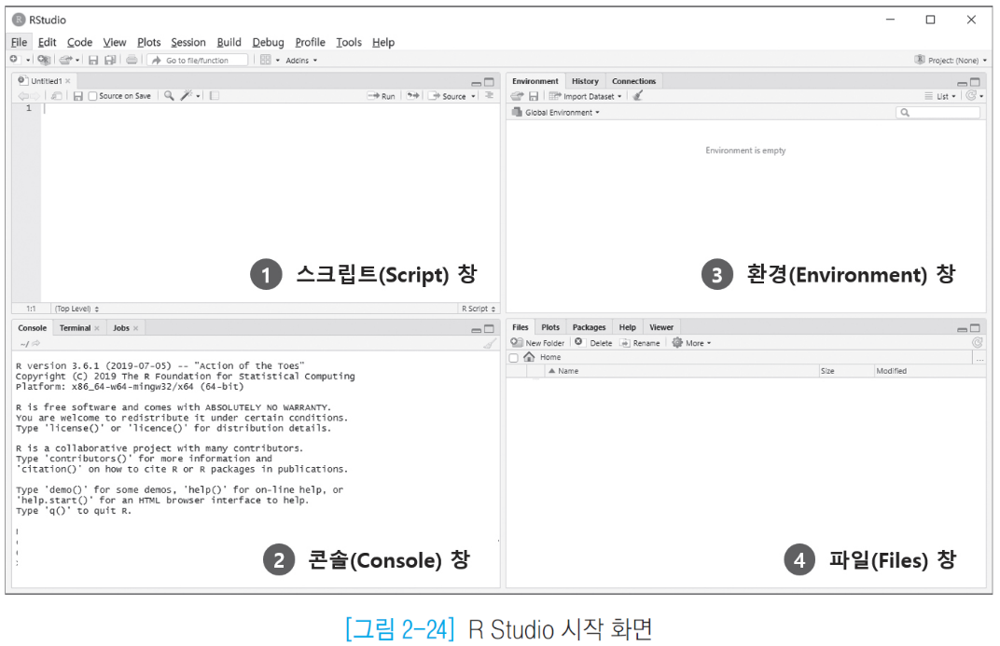 RStudio
File Edit Code View Plots Session Build Debug Profile Tools Help
Go to file/function Addins Project: (None)
Untitled1
Source on Save Run Source
1
1 스크립트(Script) 창
1:1 (Top Level) R Script
Console Terminal Jobs
~/
R version 3.6.1 (2019-07-05) -- "Action of the Toes"
Copyright (C) 2019 The R Foundation for Statistical Computing
Platform: x86_64-w64-mingw32/x64 (64-bit)
R is free software and comes with ABSOLUTELY NO WARRANTY.
You are welcome to redistribute it under certain conditions.
Type 'license()' or 'licence()' for distribution details.
R is a collaborative project with many contributors.
Type 'contributors()' for more information and
'citation()' on how to cite R or R packages in publications.
Type 'demo()' for some demos, 'help()' for on-line help, or
'help.start()' for an HTML browser interface to help.
Type 'q()' to quit R.
2 콘솔(Console) 창
Environment History Connections
Import Dataset List
Global Environment
Environment is empty
3 환경(Environment) 창
Files Plots Packages Help Viewer
New Folder Delete Rename More
Home ...
Name Size Modified
4 파일(Files) 창
[그림 2-24] R Studio 시작 화면